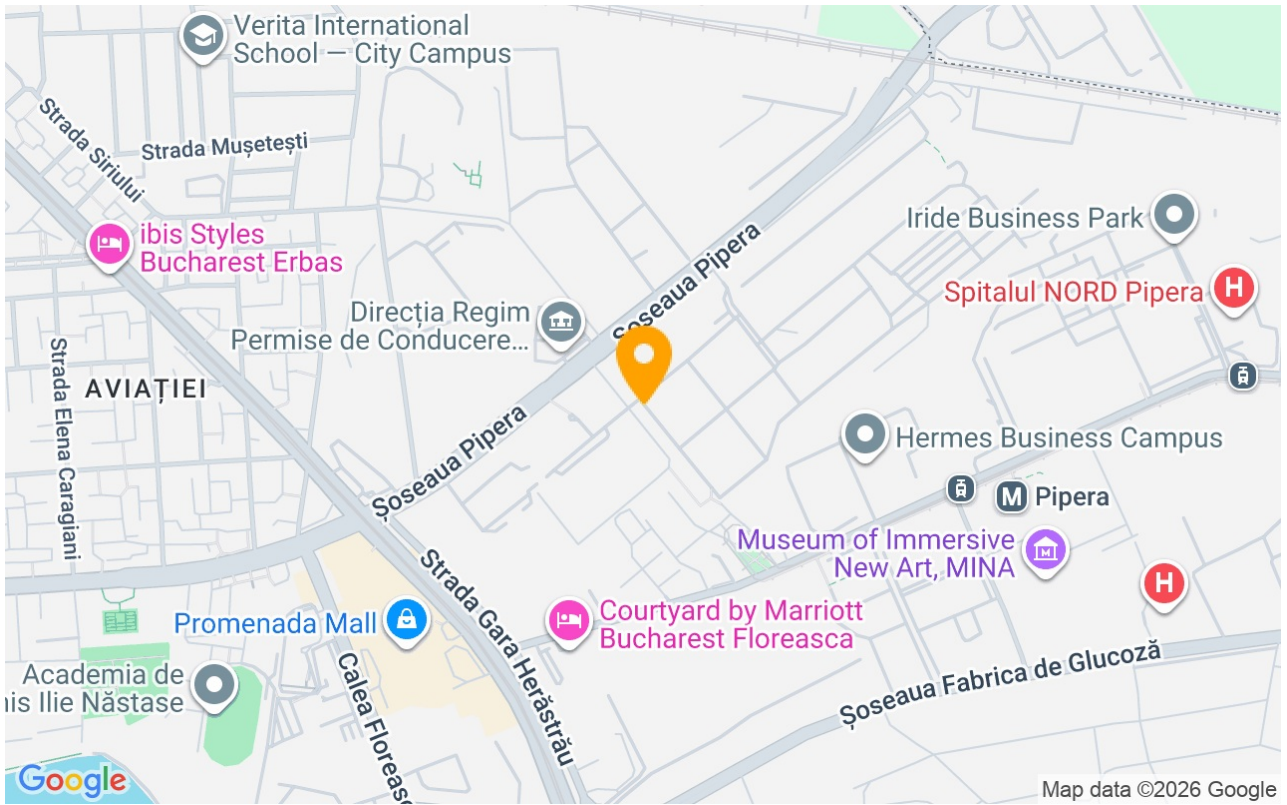 Verita International
School — City Campus
Strada Siriului
Strada Mușetești
ibis Styles
Bucharest Erbas
Iride Business Park
Spitalul NORD Pipera
H
Șoseaua Pipera
Direcția Regim
Permise de Conducere...
AVIAȚIEI
Strada Elena Caragiani
Șoseaua Pipera
Hermes Business Campus
M Pipera
Museum of Immersive
New Art, MINA
M
H
Strada Gara Herăstrău
Promenada Mall
Courtyard by Marriott
Bucharest Floreasca
Șoseaua Fabrica de Glucoză
Academia de
nis Ilie Năstase
Calea Floreasc
Google
Map data ©2026 Google